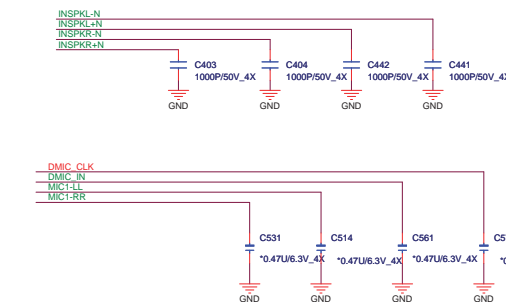 INSPKL-N
INSPKL+N
INSPKR-N
INSPKR+N
C403
1000P/50V_4X
GND
C404
1000P/50V_4X
GND
C442
1000P/50V_4X
GND
C441
GND
DMIC_CLK
DMIC_IN
MIC1-LL
MIC1-RR
C531
*0.47U/6.3V_4X
GND
C514
*0.47U/6.3V_4X
GND
C561
*0.47U/6.3V_4X
GND
GND